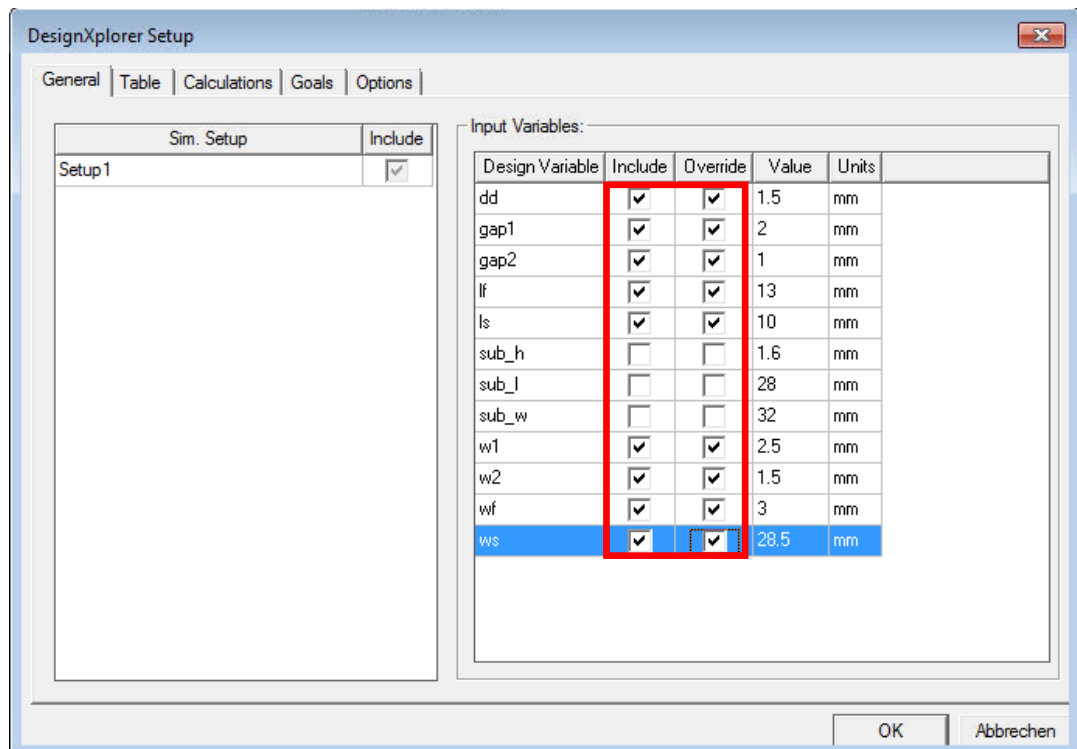 DesignXplorer Setup
General Table Calculations Goals Options
Input Variables:
Sim. Setup Include
Setup1
Design Variable Include Override Value Units
dd 1.5 mm
gap1 2 mm
gap2 1 mm
lf 13 mm
ls 10 mm
sub_h 1.6 mm
sub_l 28 mm
sub_w 32 mm
w1 2.5 mm
w2 1.5 mm
wf 3 mm
ws 28.5 mm
OK Abbrechen